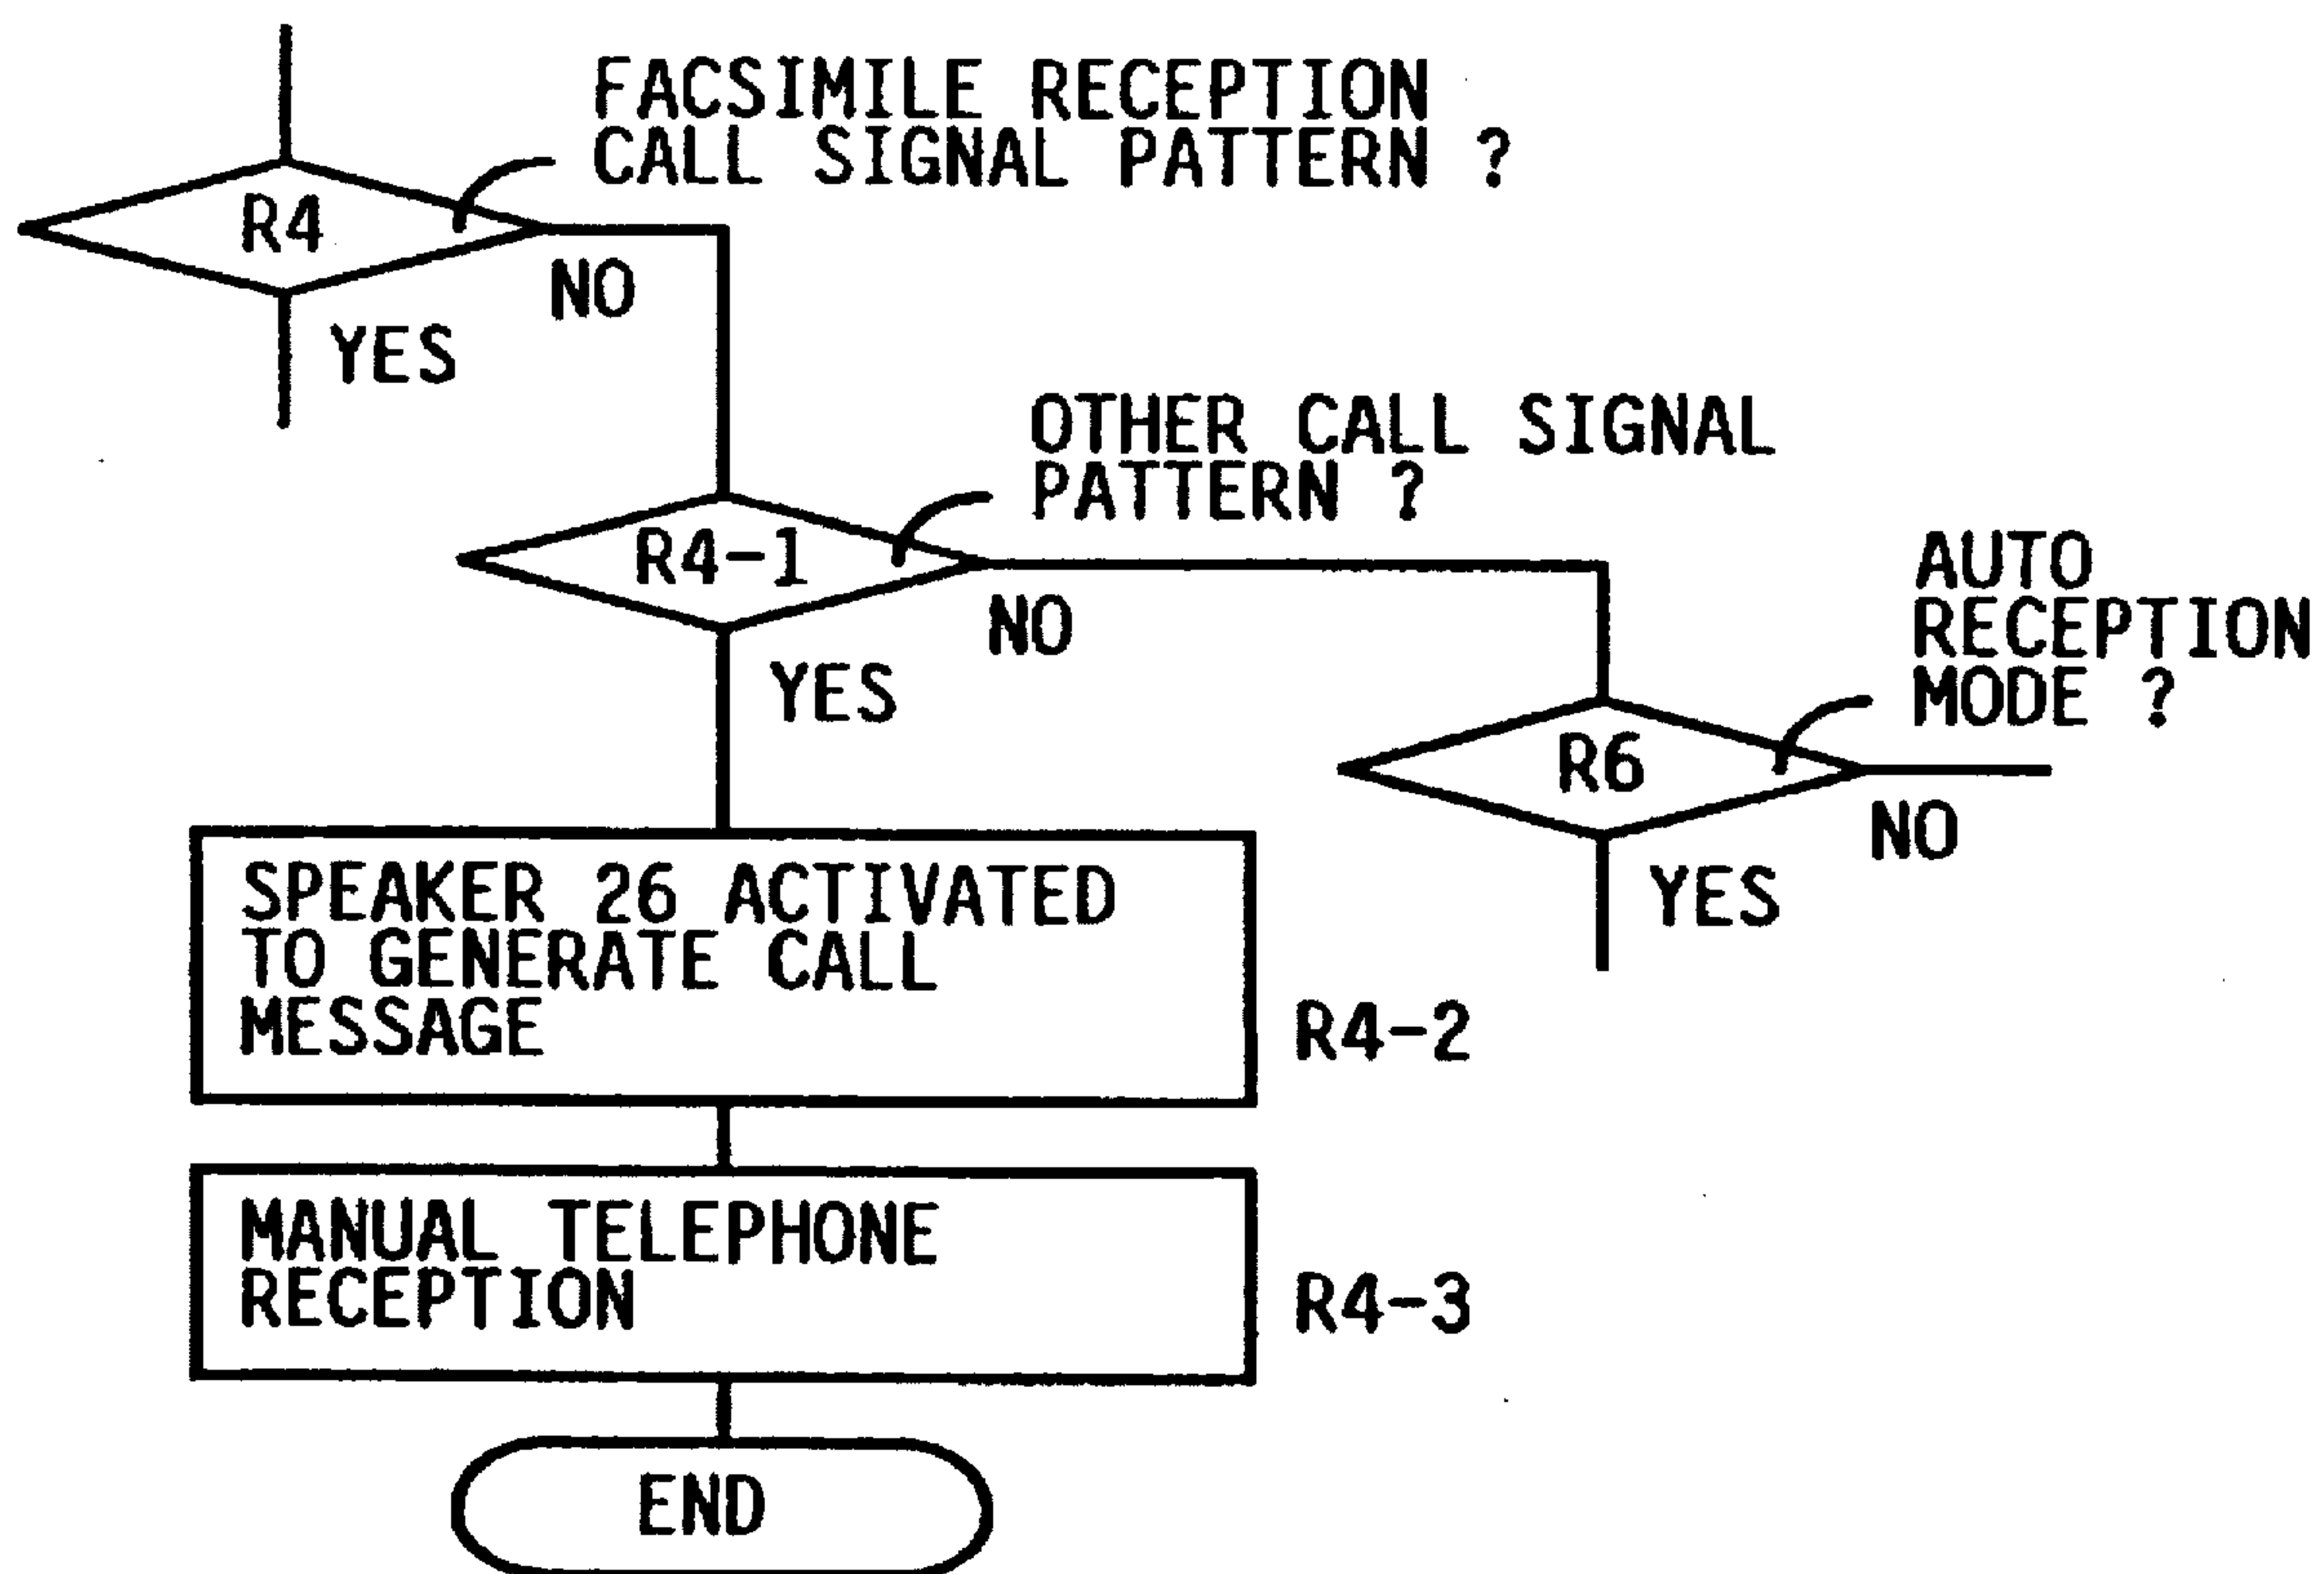 FACSIMILE RECEPTION
CALL SIGNAL PATTERN ?
R4
NO
YES
OTHER CALL SIGNAL
PATTERN ?
R4-1
NO
YES
AUTO
RECEPTION
MODE ?
R6
NO
YES
SPEAKER 26 ACTIVATED
TO GENERATE CALL
MESSAGE
R4-2
MANUAL TELEPHONE
RECEPTION
R4-3
END